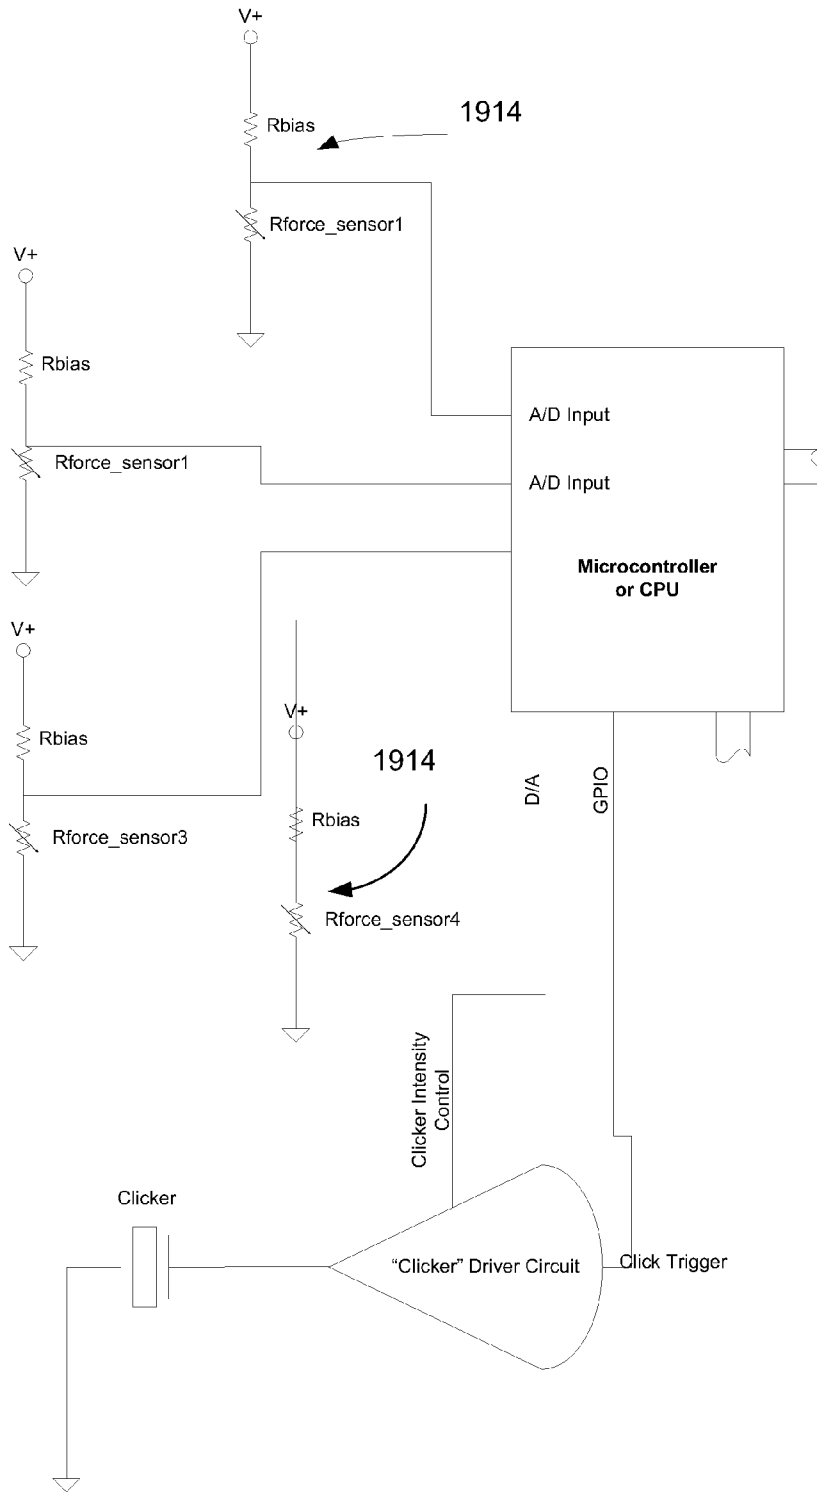 V+
1914
Rbias
Rforce_sensor1
V+
Rbias
A/D Input
Rforce_sensor1
A/D Input
Microcontroller
or CPU
V+
V+
Rbias
1914
D/A
GPIO
Rbias
Rforce_sensor3
Rforce_sensor4
Clicker Intensity
Control
Clicker
"Clicker" Driver Circuit
Click Trigger